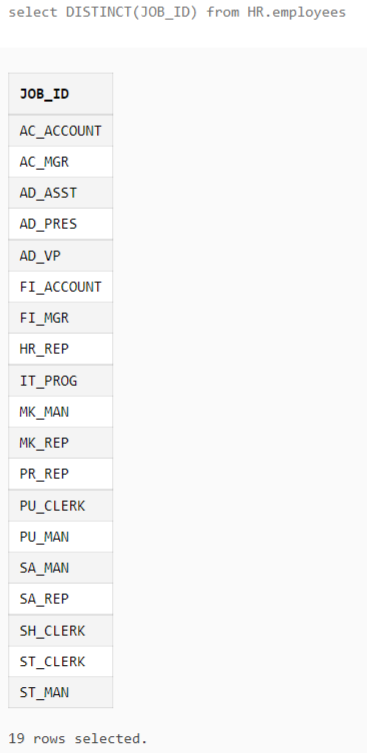 select DISTINCT(JOB_ID) from HR.employees
JOB_ID
AC_ACCOUNT
AC_MGR
AD_ASST
AD_PRES
AD_VP
FI_ACCOUNT
FI_MGR
HR_REP
IT_PROG
MK_MAN
MK_REP
PR_REP
PU_CLERK
PU_MAN
SA_MAN
SA_REP
SH_CLERK
ST_CLERK
ST_MAN
19 rows selected.